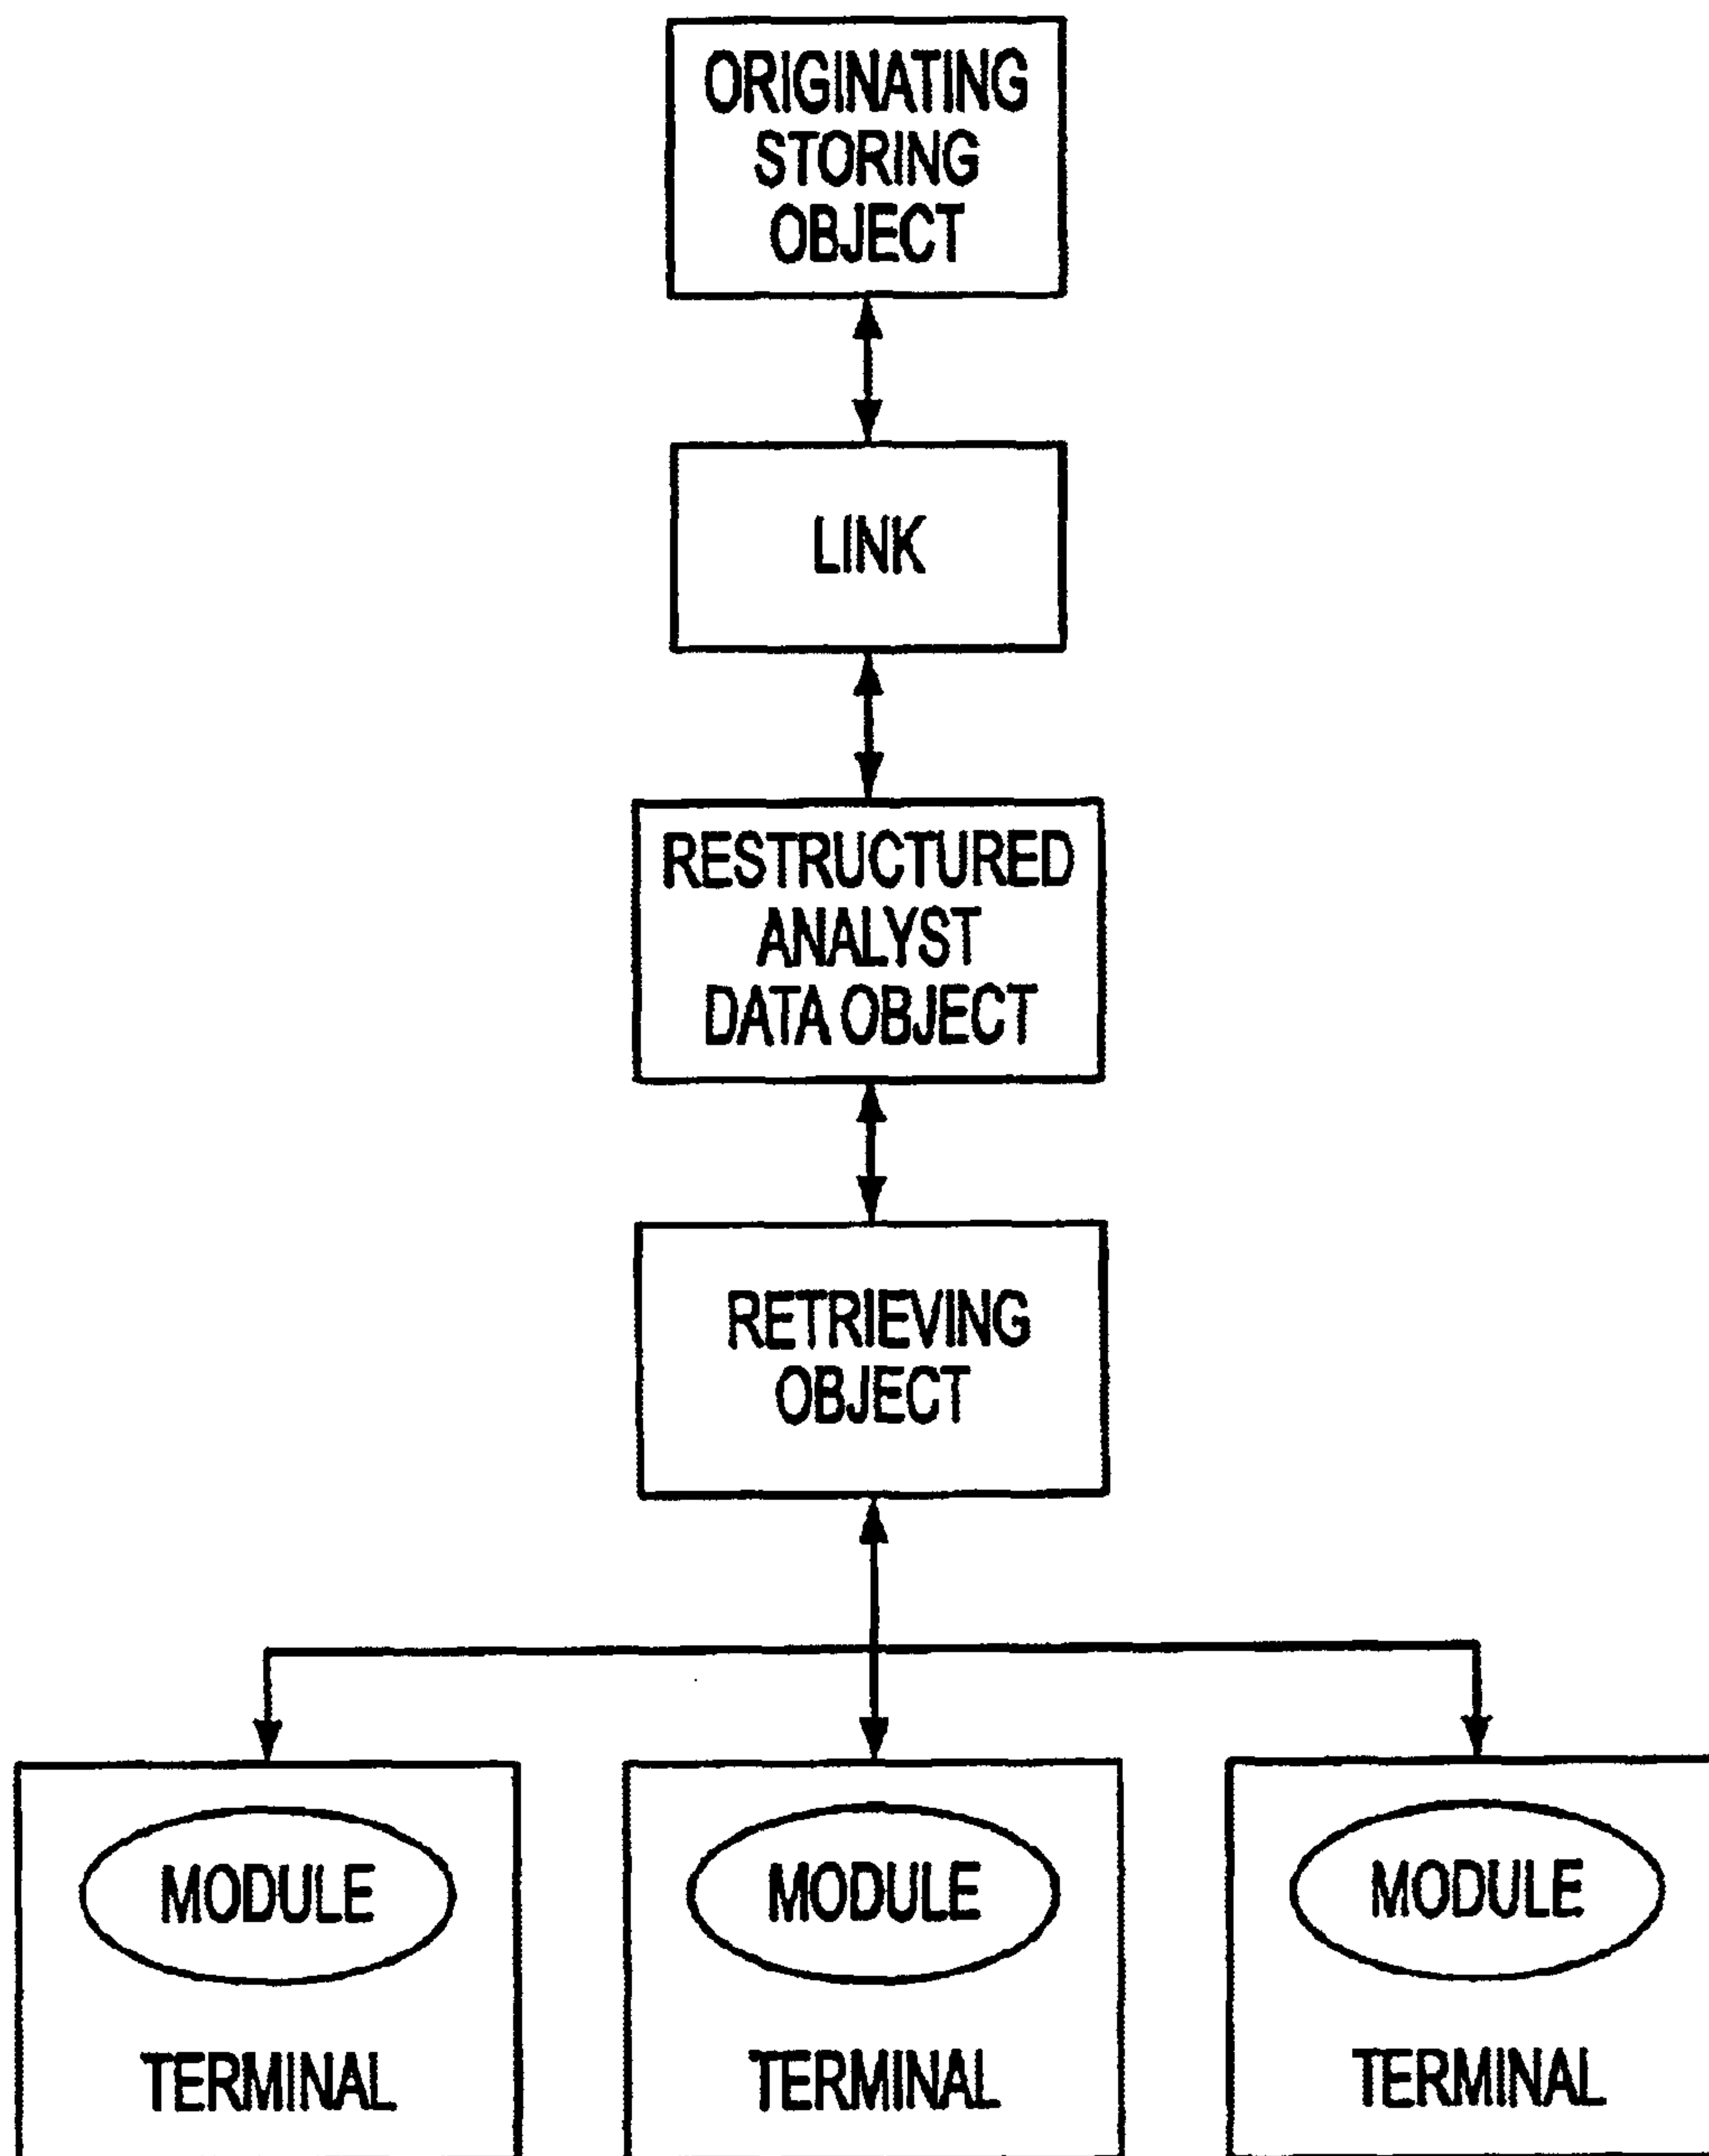 ORIGINATING
STORING
OBJECT
LINK
RESTRUCTURED
ANALYST
DATA OBJECT
RETRIEVING
OBJECT
MODULE
MODULE
MODULE
TERMINAL
TERMINAL
TERMINAL